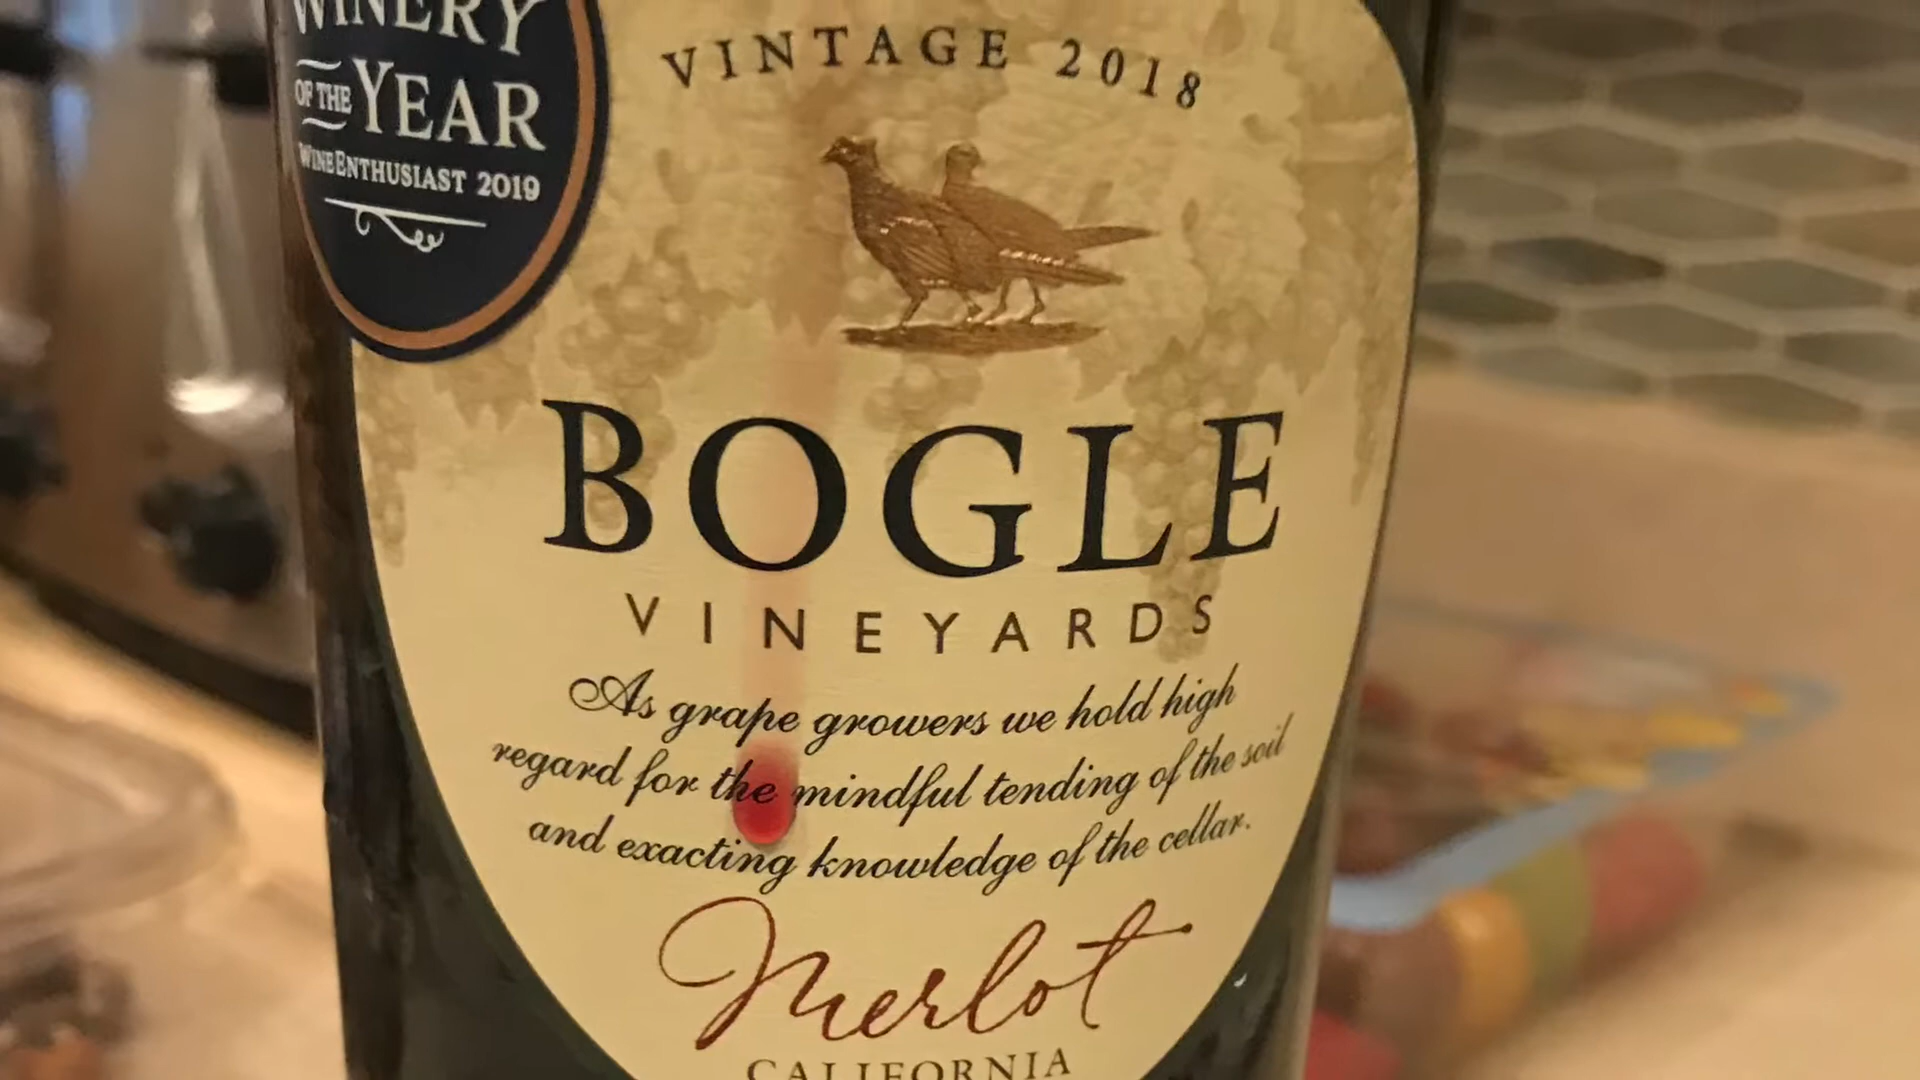 WINERY
OF THE YEAR
WINE ENTHUSIAST 2019
VINTAGE 2018
BOGLE
VINEYARDS
As grape growers we hold high
regard for the mindful tending of the soil
and exacting knowledge of the cellar.
Merlot
CALIFORNIA